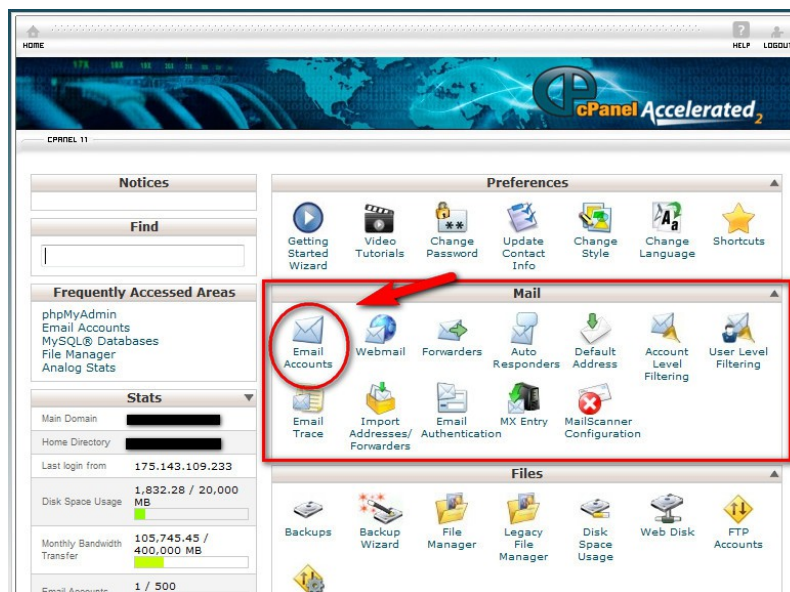 HOME
HELP
LOGOUT
cPanel Accelerated2
CPANEL 11
Notices
Find
Frequently Accessed Areas
phpMyAdmin
Email Accounts
MySQL® Databases
File Manager
Analog Stats
Stats
Main Domain
Home Directory
Last login from 175.143.109.233
Disk Space Usage
1,832.28 / 20,000
MB
Monthly Bandwidth
Transfer
105,745.45 /
400,000 MB
Email Accounts
1 / 500
Preferences
Getting
Started
Wizard
Video
Tutorials
Change
Password
Update
Contact
Info
Change
Style
Change
Language
Shortcuts
Mail
Email
Accounts
Webmail
Forwarders
Auto
Responders
Default
Address
Account
Level
Filtering
User Level
Filtering
Email
Trace
Import
Addresses/
Forwarders
Email
Authentication
MX Entry
MailScanner
Configuration
Files
Backups
Backup
Wizard
File
Manager
Legacy
File
Manager
Disk
Space
Usage
Web Disk
FTP
Accounts